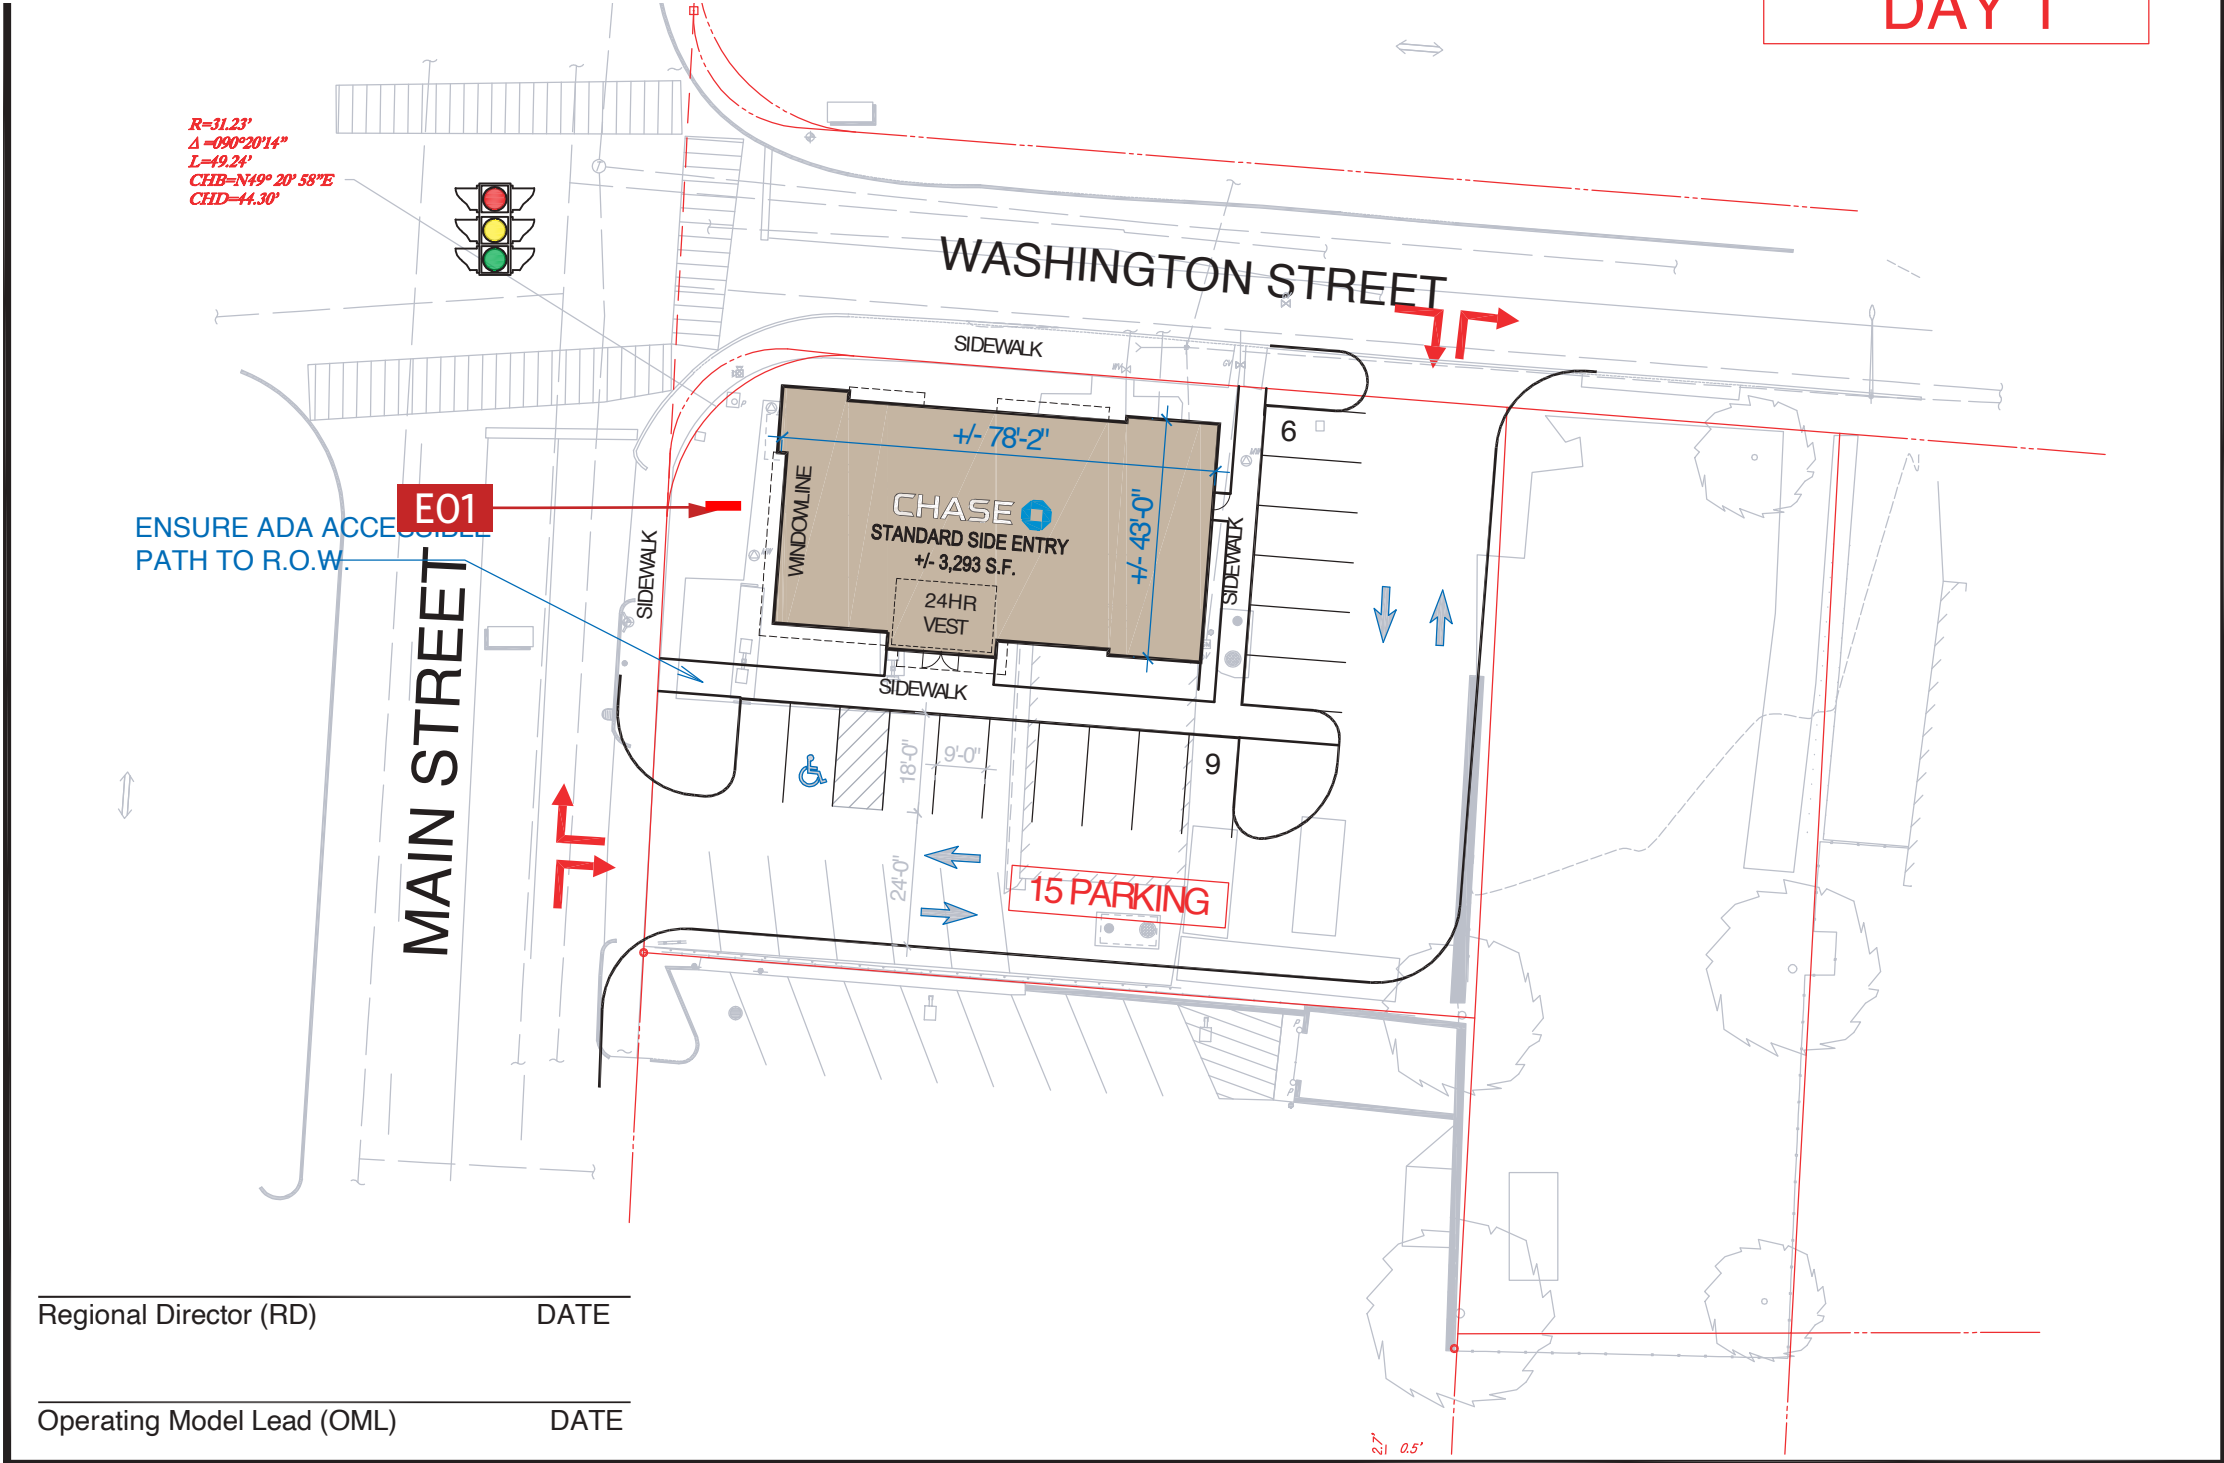 DAY 1
R=31.23'
Δ =090°20'14"
L=49.24'
CHB=N49° 20' 58"E
CHD=44.30'
WASHINGTON STREET
SIDEWALK
6
+/- 78'-2"
WINDOWLINE
CHASE
STANDARD SIDE ENTRY
+/- 3,293 S.F.
+/- 43'-0"
24HR
VEST
E01
ENSURE ADA ACCESSIBLE
PATH TO R.O.W.
SIDEWALK
SIDEWALK
SIDEWALK
MAIN STREET
18'-0"
9'-0"
9
24'-0"
15 PARKING
Regional Director (RD) DATE
Operating Model Lead (OML) DATE
2.7' 0.5'